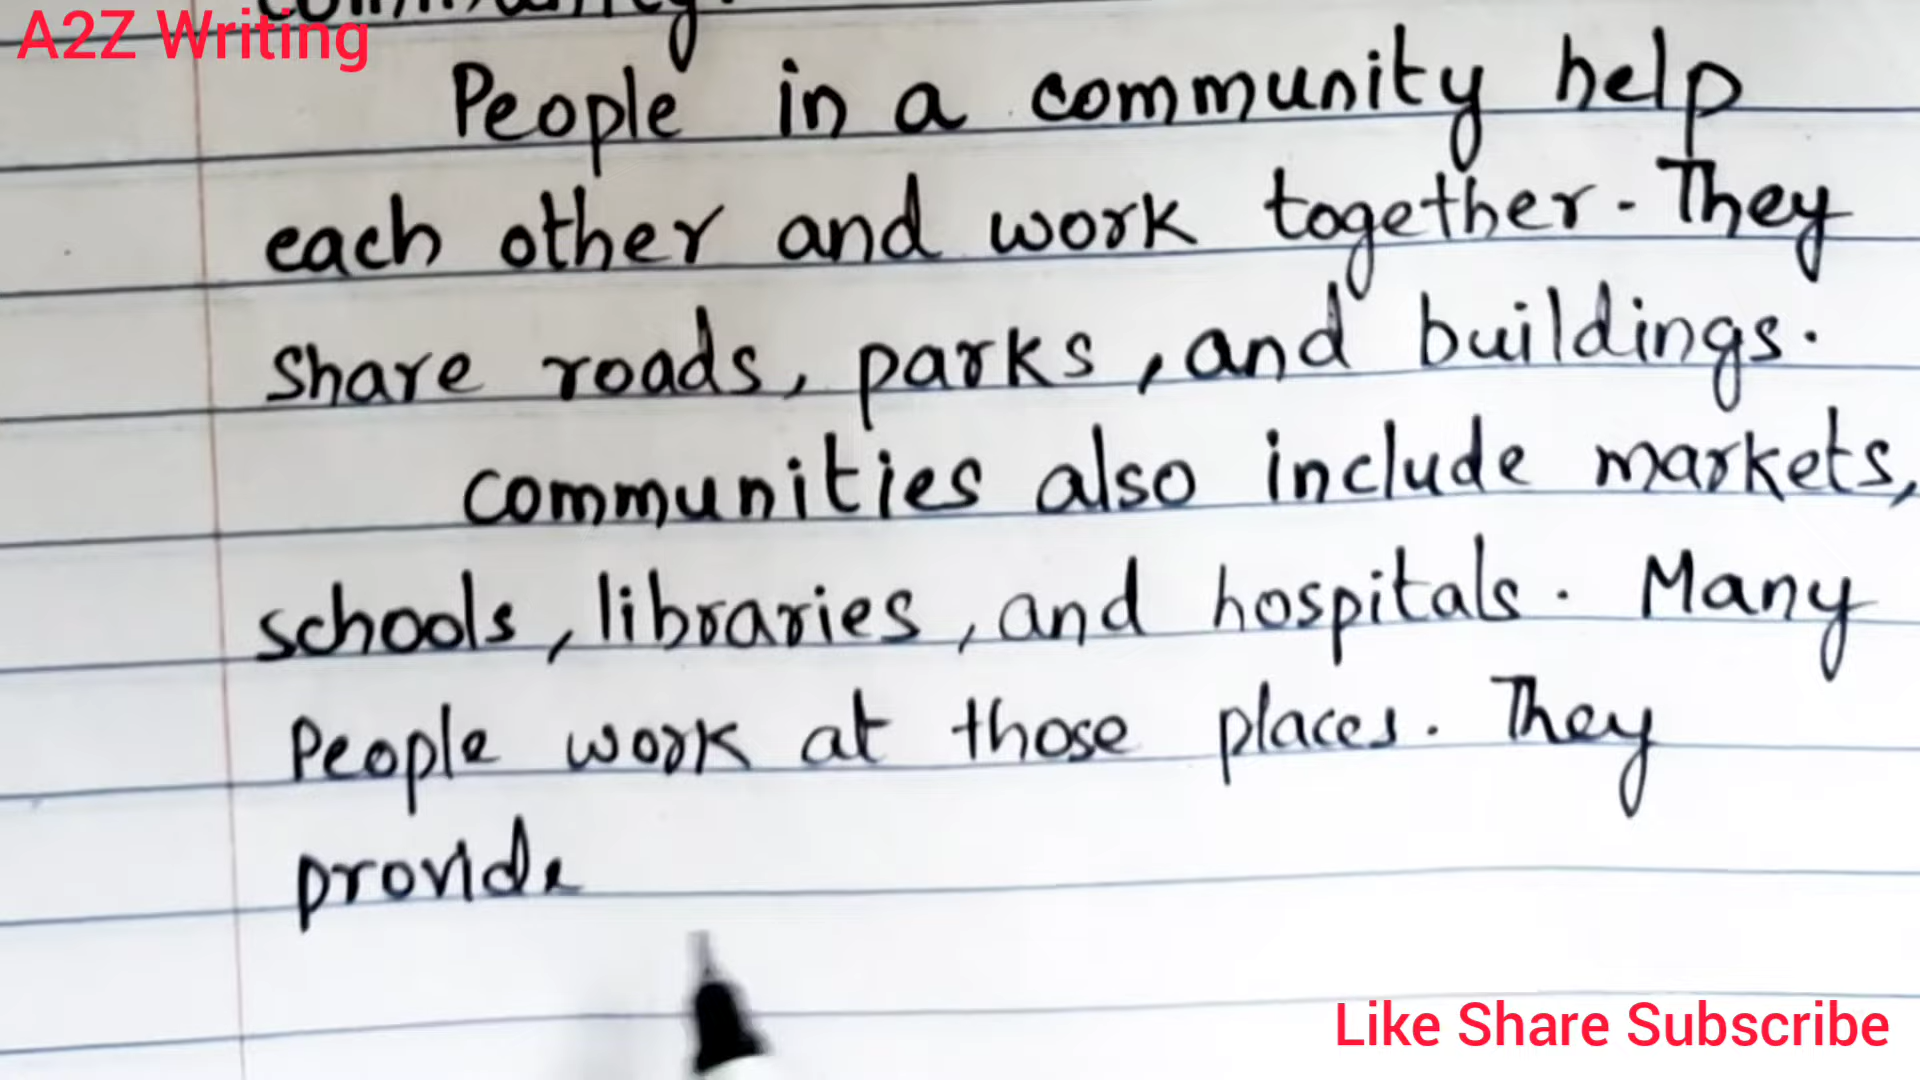 A2Z Writing
community.
People in a community help
each other and work together. They
share roads, parks, and buildings.
communities also include markets,
schools, libraries, and hospitals. Many
People work at those places. They
provide
Like Share Subscribe